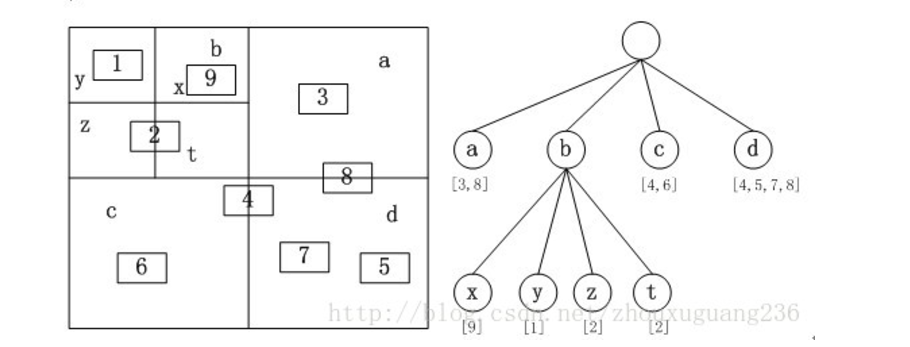 b
a
1
y
x 9
3
z
2
t
8
4
c
d
7
6
5
a b c d
[3,8] [4,6] [4,5,7,8]
x y z t
[9] [1] [2] [2]
http://blog.csdn.net/zhouxuguang236